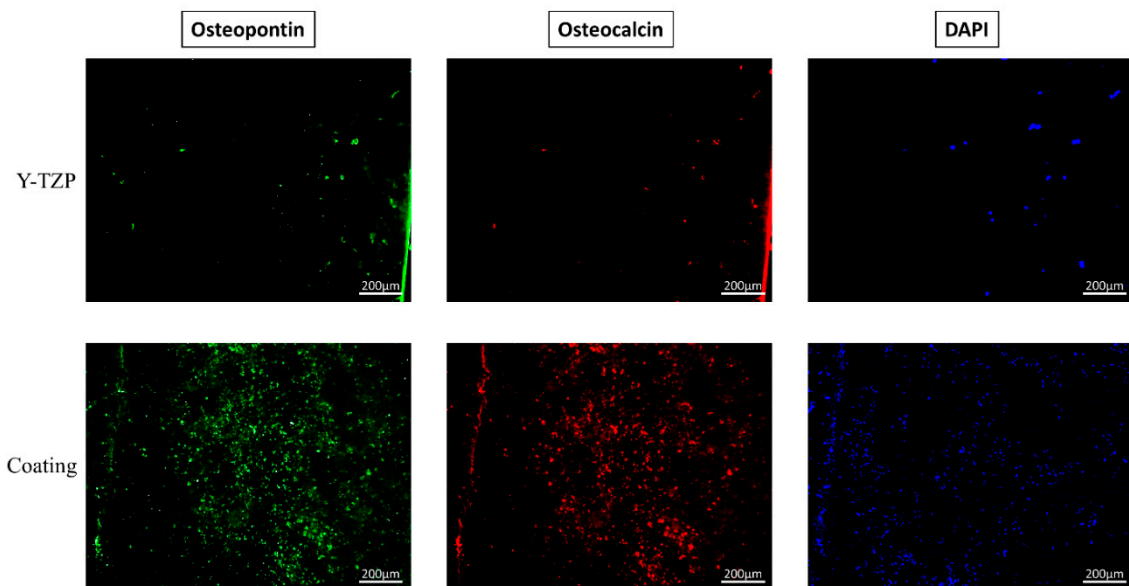 Osteopontin
Osteocalcin
DAPI
Y-TZP
200μm
200μm
200μm
Coating
200μm
200μm
200μm